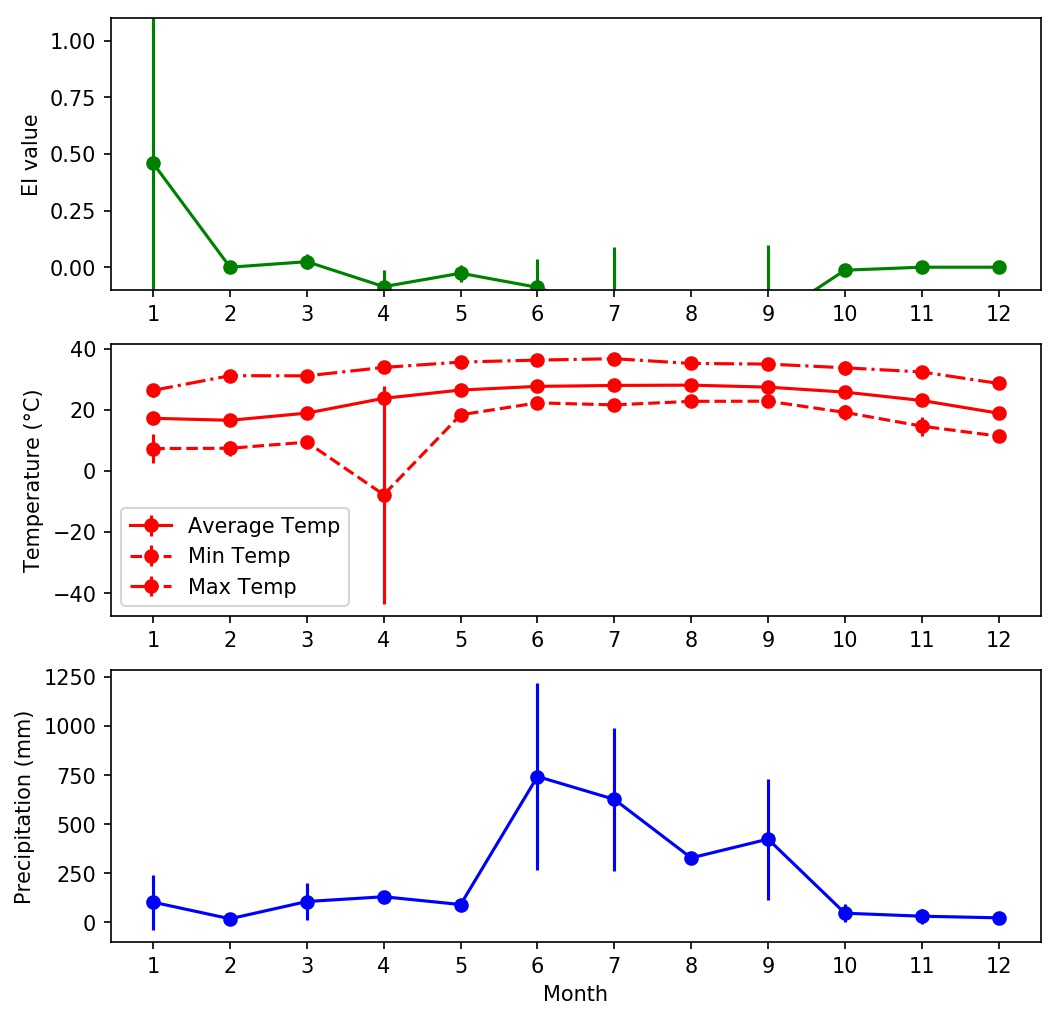 EI value
1.00
0.75
0.50
0.25
0.00
1 2 3 4 5 6 7 8 9 10 11 12
Temperature (°C)
40
20
0
−20
−40
Average Temp
Min Temp
Max Temp
1 2 3 4 5 6 7 8 9 10 11 12
Precipitation (mm)
1250
1000
750
500
250
0
1 2 3 4 5 6 7 8 9 10 11 12
Month